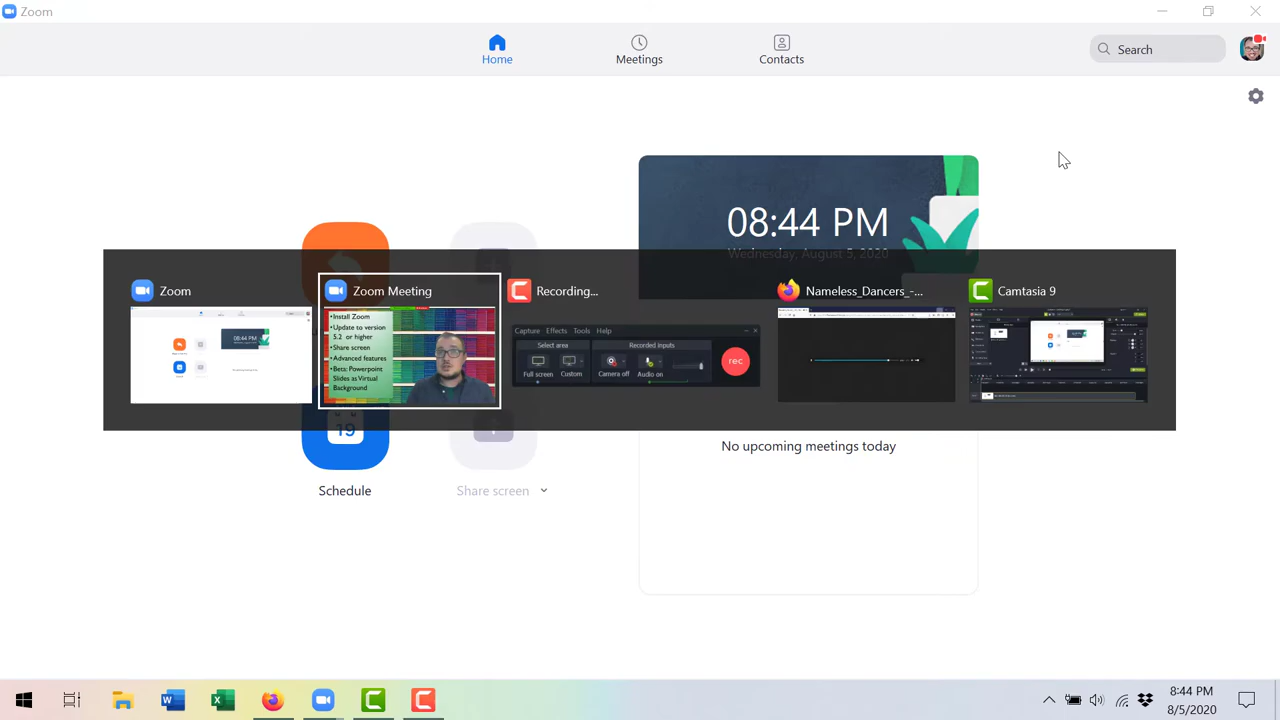 Zoom
Home
Meetings
Contacts
Search
08:44 PM
Wednesday, August 5, 2020
Zoom
Zoom Meeting
Recording...
Nameless_Dancers_-...
Camtasia 9
08:44 PM
•Install Zoom
•Update to version
5.2 or higher
•Share screen
•Advanced features
•Beta: Powerpoint
Slides as Virtual
Background
Capture Effects Tools Help
Select area
Recorded inputs
Full screen
Custom
Camera off
Audio on
rec
19
No upcoming meetings today
Schedule
Share screen
8:44 PM
8/5/2020